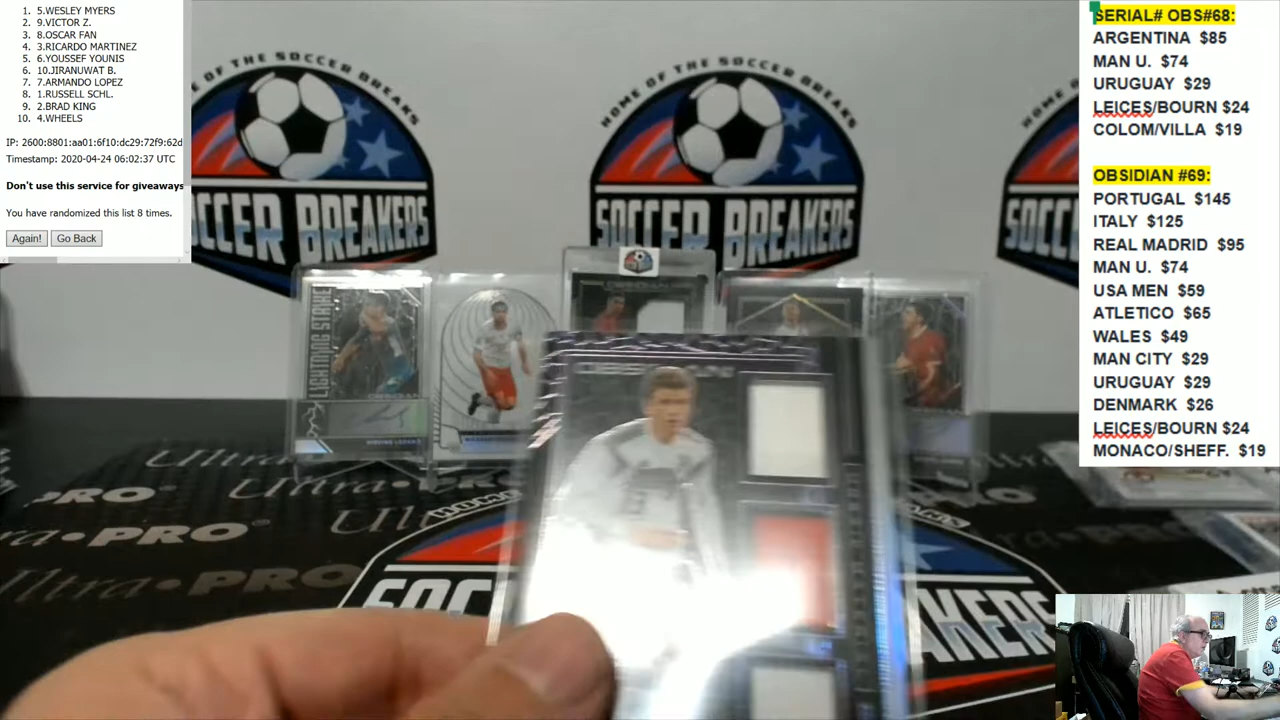 1. 5.WESLEY MYERS
2. 9.VICTOR Z.
3. 8.OSCAR FAN
4. 3.RICARDO MARTINEZ
5. 6.YOUSSEF YOUNIS
6. 10.JIRANUWAT B.
7. 7.ARMANDO LOPEZ
8. 1.RUSSELL SCHL.
9. 2.BRAD KING
10. 4.WHEELS
IP: 2600:8801:aa01:6f10:dc29:72f9:62d
Timestamp: 2020-04-24 06:02:37 UTC
Don't use this service for giveaways
You have randomized this list 8 times.
Again! Go Back
SERIAL# OBS#68:
ARGENTINA $85
MAN U. $74
URUGUAY $29
LEICES/BOURN $24
COLOM/VILLA $19
OBSIDIAN #69:
PORTUGAL $145
ITALY $125
REAL MADRID $95
MAN U. $74
USA MEN $59
ATLETICO $65
WALES $49
MAN CITY $29
URUGUAY $29
DENMARK $26
LEICES/BOURN $24
MONACO/SHEFF. $19
HOME OF THE SOCCER BREAKS
SOCCER BREAKERS
HOME OF THE SOCCER BREAKS
SOCCER BREAKERS
HOME OF
SOCC
LIGHTNING STRIKE
OBSIDIAN
OBSIDIAN
Ultra PRO
Ultra PRO
Ultra PRO